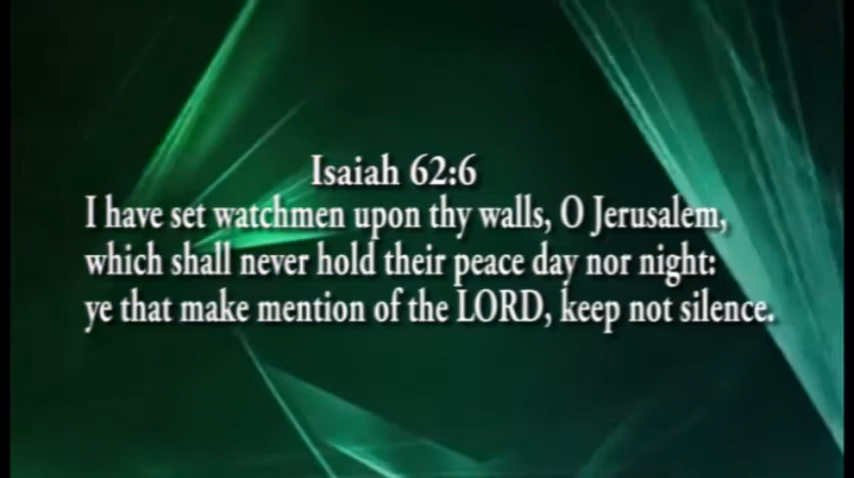 Isaiah 62:6
I have set watchmen upon thy walls, O Jerusalem,
which shall never hold their peace day nor night:
ye that make mention of the LORD, keep not silence.